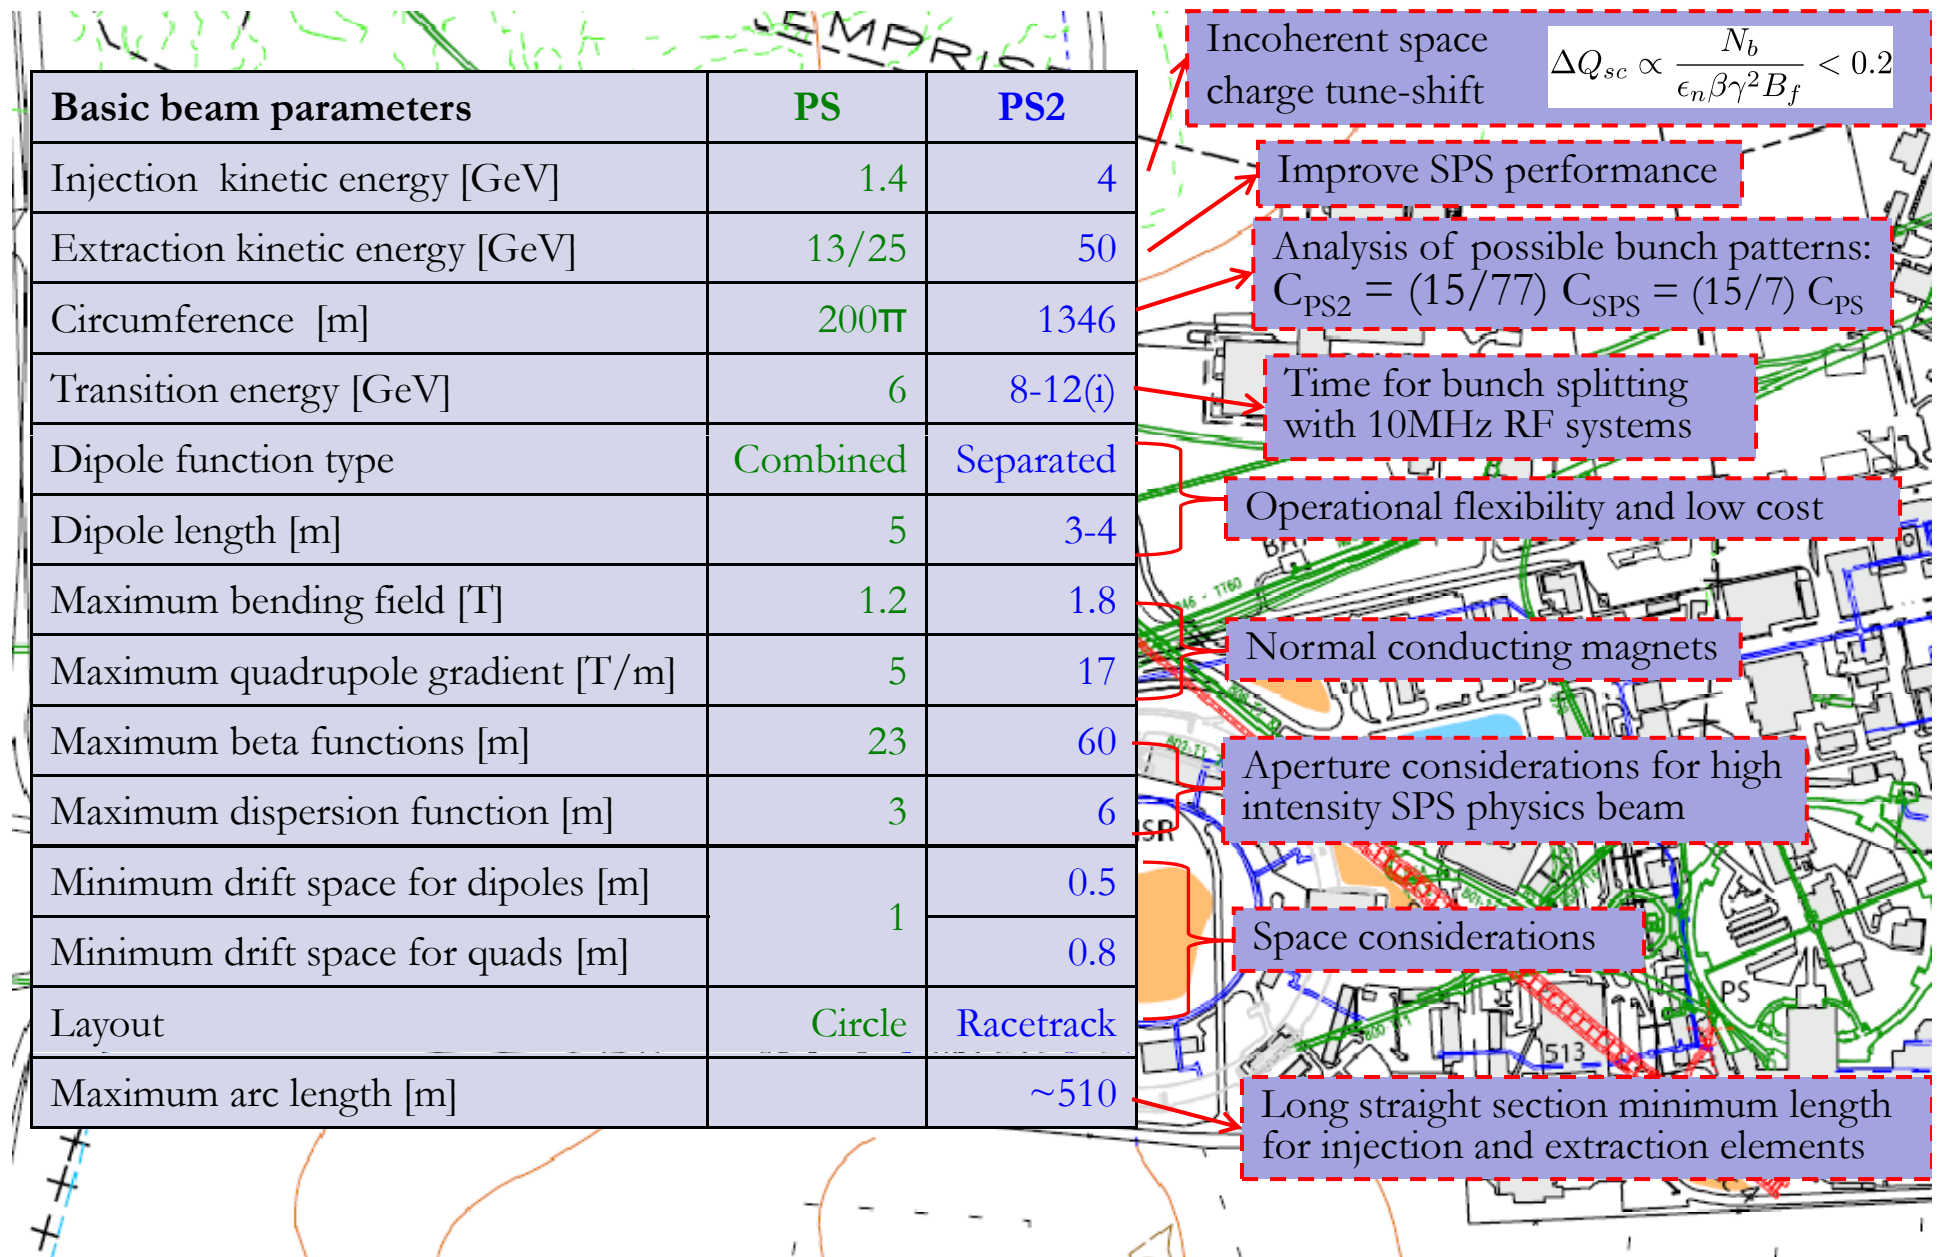 EMPRISE
Basic beam parameters PS PS2
Injection kinetic energy [GeV] 1.4 4
Extraction kinetic energy [GeV] 13/25 50
Circumference [m] 200π 1346
Transition energy [GeV] 6 8-12(i)
Dipole function type Combined Separated
Dipole length [m] 5 3-4
Maximum bending field [T] 1.2 1.8
Maximum quadrupole gradient [T/m] 5 17
Maximum beta functions [m] 23 60
Maximum dispersion function [m] 3 6
Minimum drift space for dipoles [m] 1 0.5
Minimum drift space for quads [m] 0.8
Layout Circle Racetrack
Maximum arc length [m] ~510
Incoherent space
charge tune-shift
ΔQ_sc ∝ N_b / (ϵ_n βγ² B_f) < 0.2
Improve SPS performance
Analysis of possible bunch patterns:
C_PS2 = (15/77) C_SPS = (15/7) C_PS
Time for bunch splitting
with 10MHz RF systems
Operational flexibility and low cost
Normal conducting magnets
Aperture considerations for high
intensity SPS physics beam
Space considerations
Long straight section minimum length
for injection and extraction elements
TT60
ISR
PS
513